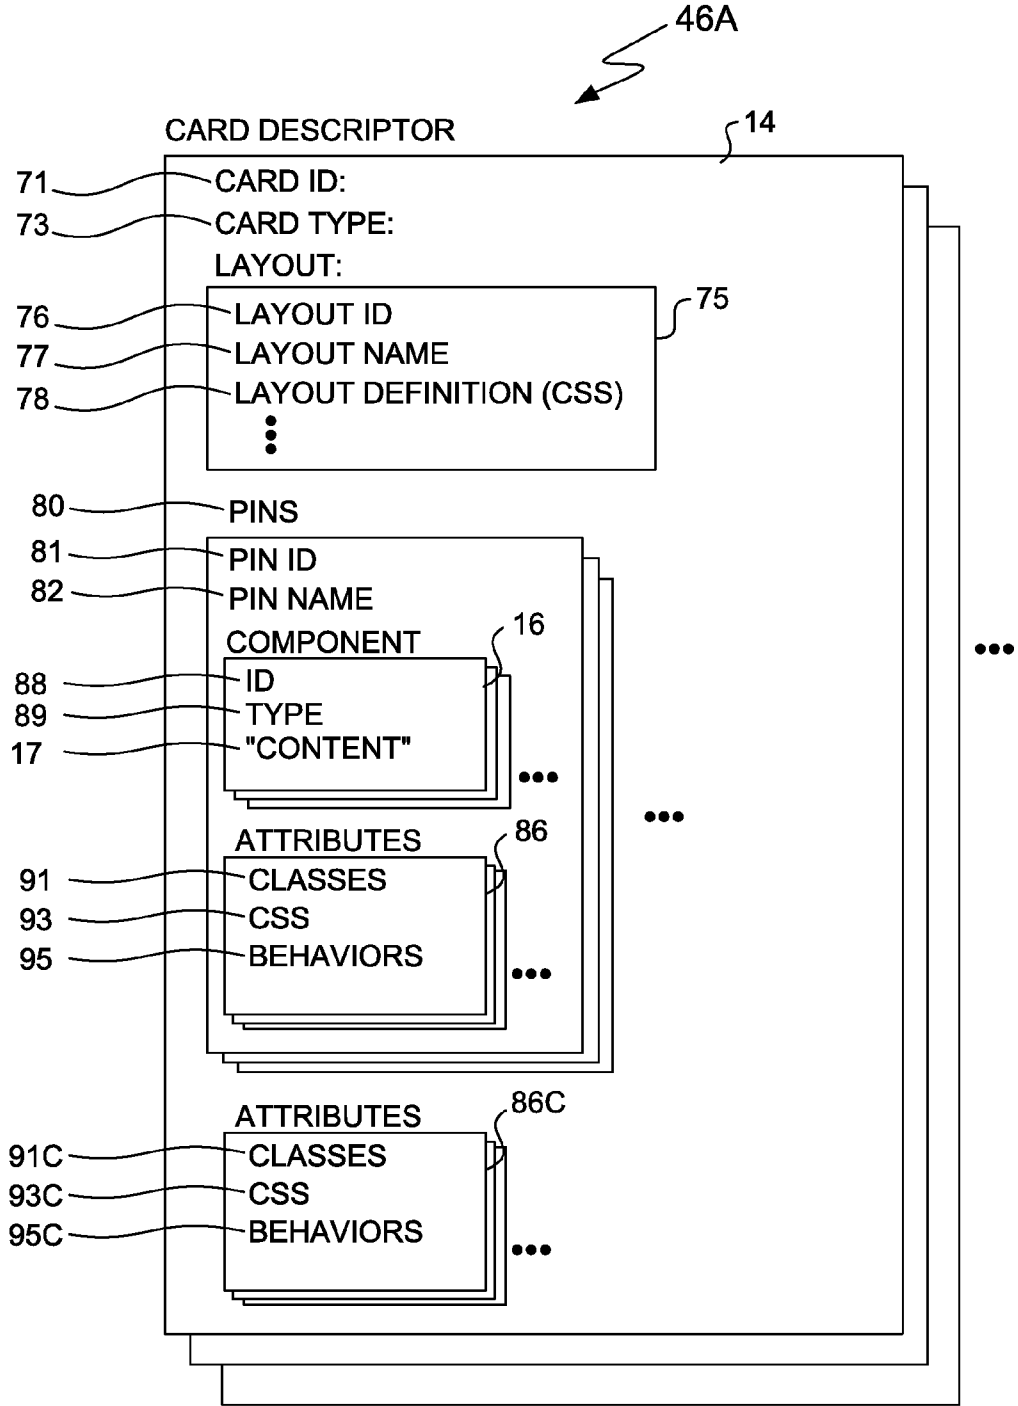 46A
CARD DESCRIPTOR
14
71 CARD ID:
73 CARD TYPE:
LAYOUT:
75
76 LAYOUT ID
77 LAYOUT NAME
78 LAYOUT DEFINITION (CSS)
80 PINS
81 PIN ID
82 PIN NAME
16
COMPONENT
88 ID
89 TYPE
17 "CONTENT"
ATTRIBUTES 86
91 CLASSES
93 CSS
95 BEHAVIORS
ATTRIBUTES 86C
91C CLASSES
93C CSS
95C BEHAVIORS